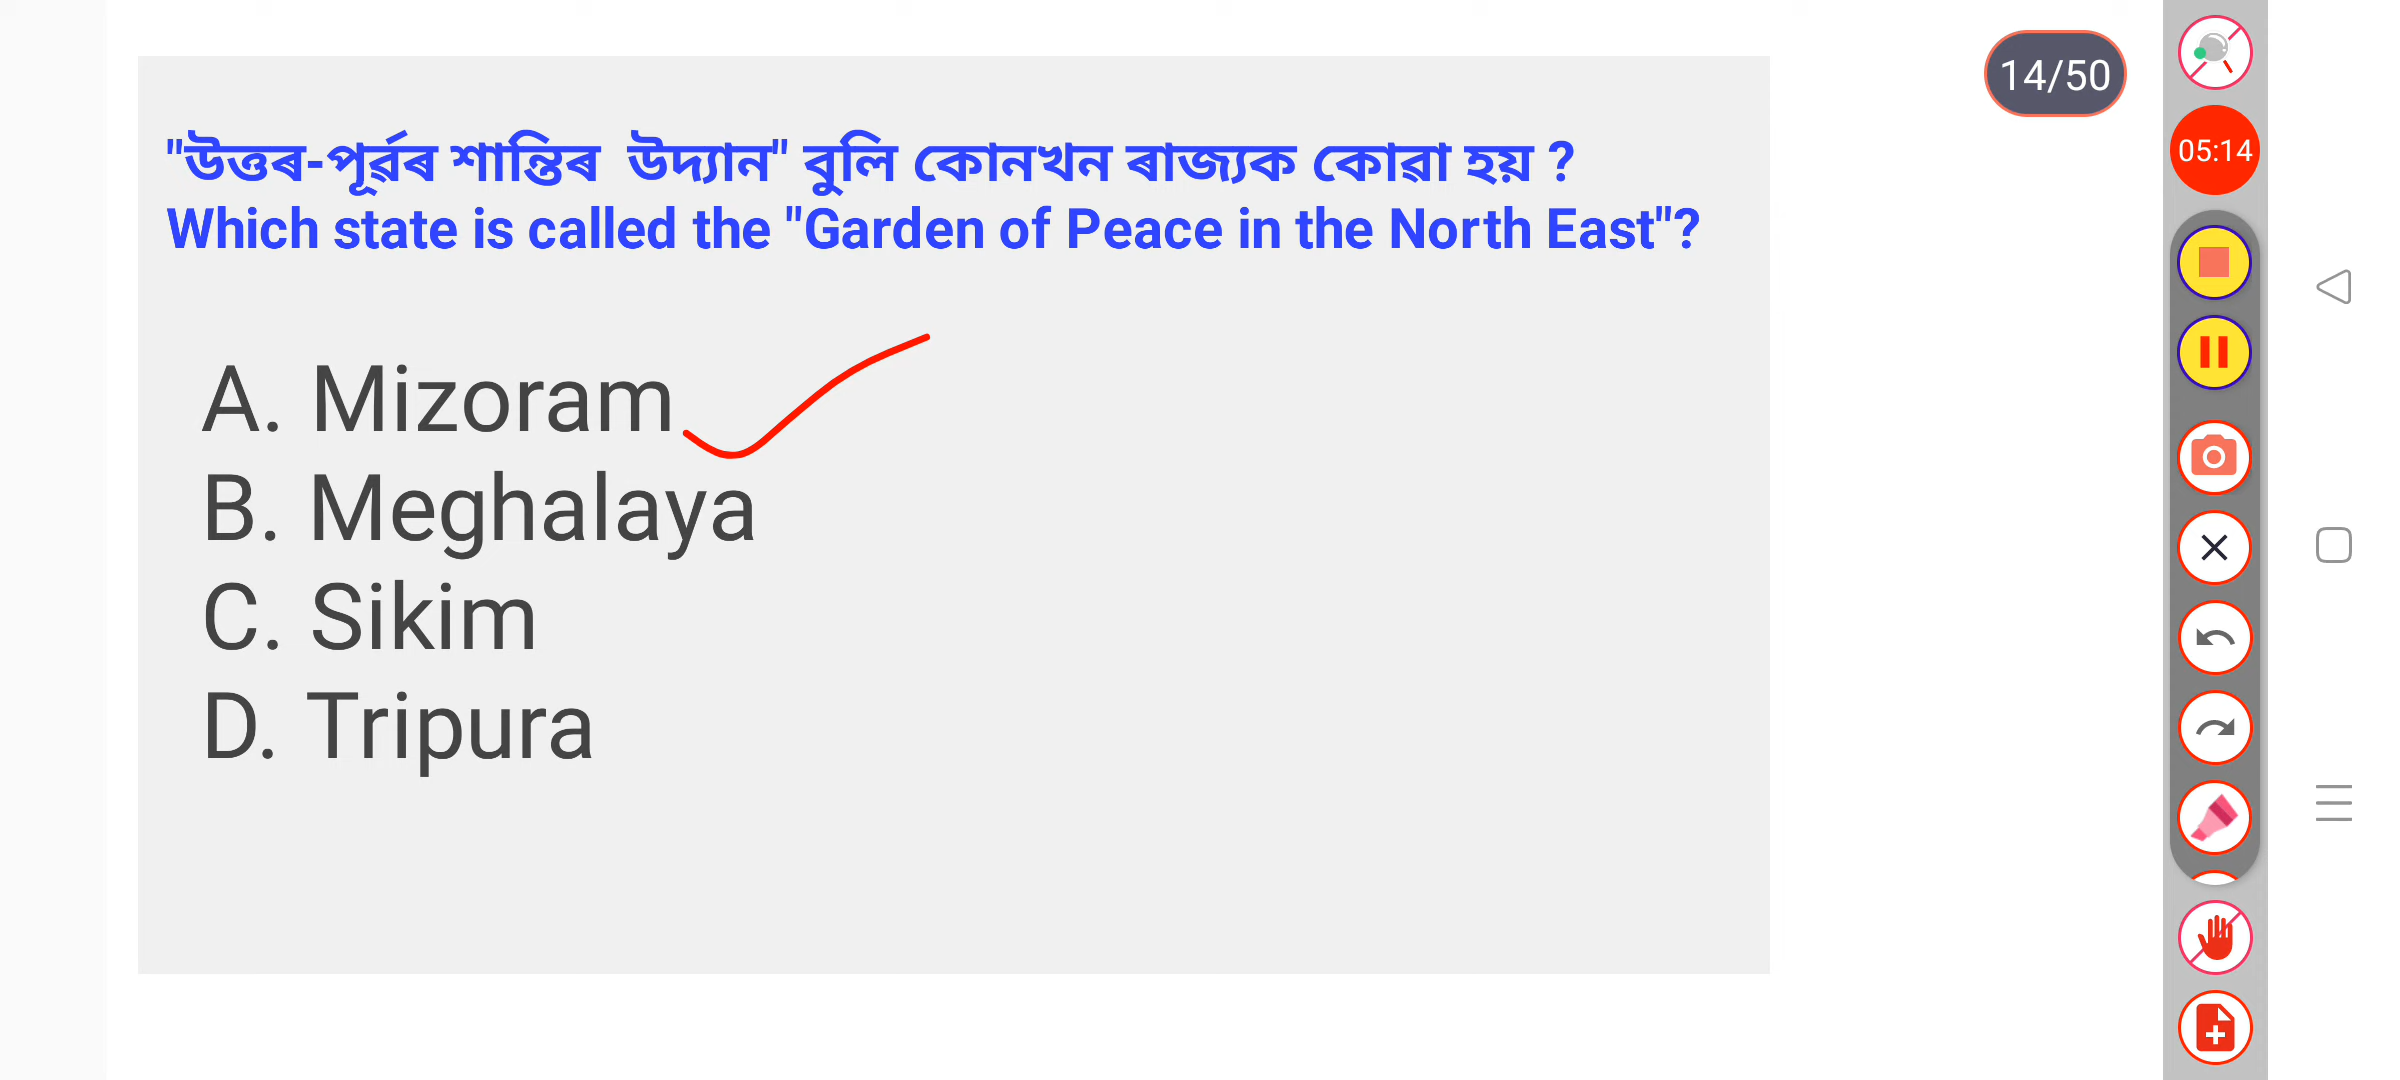 "উত্তৰ-পূৰ্ব্বৰ শান্তিৰ উদ্যান" বুলি কোনখন ৰাজ্যক কোৱা হয় ?
Which state is called the "Garden of Peace in the North East"?
A. Mizoram
B. Meghalaya
C. Sikim
D. Tripura
14/50
05:14